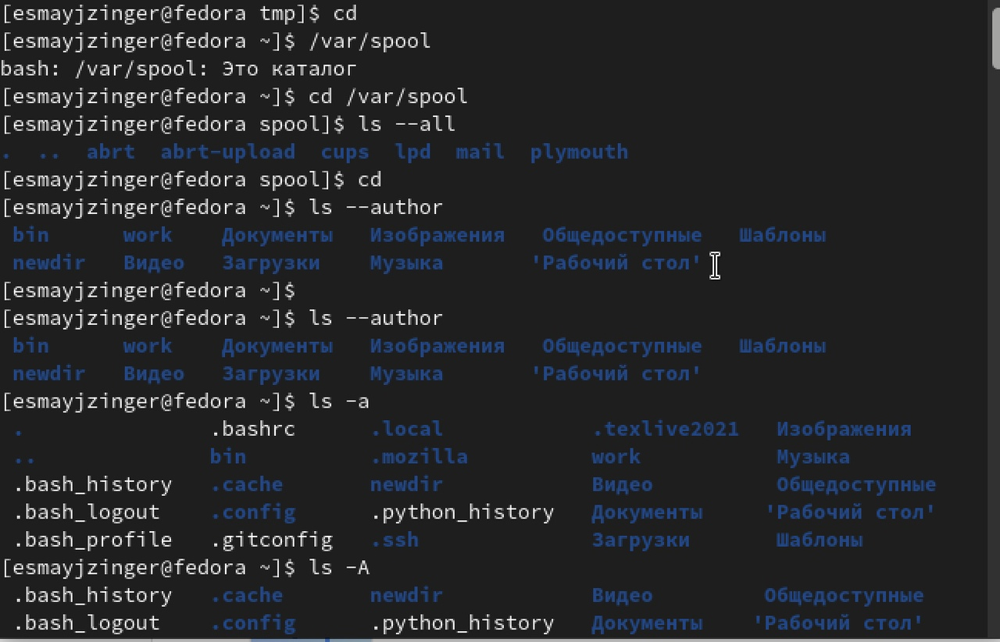 [esmayjzinger@fedora tmp]$ cd
[esmayjzinger@fedora ~]$ /var/spool
bash: /var/spool: Это каталог
[esmayjzinger@fedora ~]$ cd /var/spool
[esmayjzinger@fedora spool]$ ls --all
.  ..  abrt  abrt-upload  cups  lpd  mail  plymouth
[esmayjzinger@fedora spool]$ cd
[esmayjzinger@fedora ~]$ ls --author
bin      work   Документы   Изображения   Общедоступные   Шаблоны
newdir   Видео   Загрузки   Музыка   'Рабочий стол'
[esmayjzinger@fedora ~]$
[esmayjzinger@fedora ~]$ ls --author
bin      work   Документы   Изображения   Общедоступные   Шаблоны
newdir   Видео   Загрузки   Музыка   'Рабочий стол'
[esmayjzinger@fedora ~]$ ls -a
.   .bashrc   .local   .texlive2021   Изображения
..   bin   .mozilla   work   Музыка
.bash_history   .cache   newdir   Видео   Общедоступные
.bash_logout   .config   .python_history   Документы   'Рабочий стол'
.bash_profile   .gitconfig   .ssh   Загрузки   Шаблоны
[esmayjzinger@fedora ~]$ ls -A
.bash_history   .cache   newdir   Видео   Общедоступные
.bash_logout   .config   .python_history   Документы   'Рабочий стол'